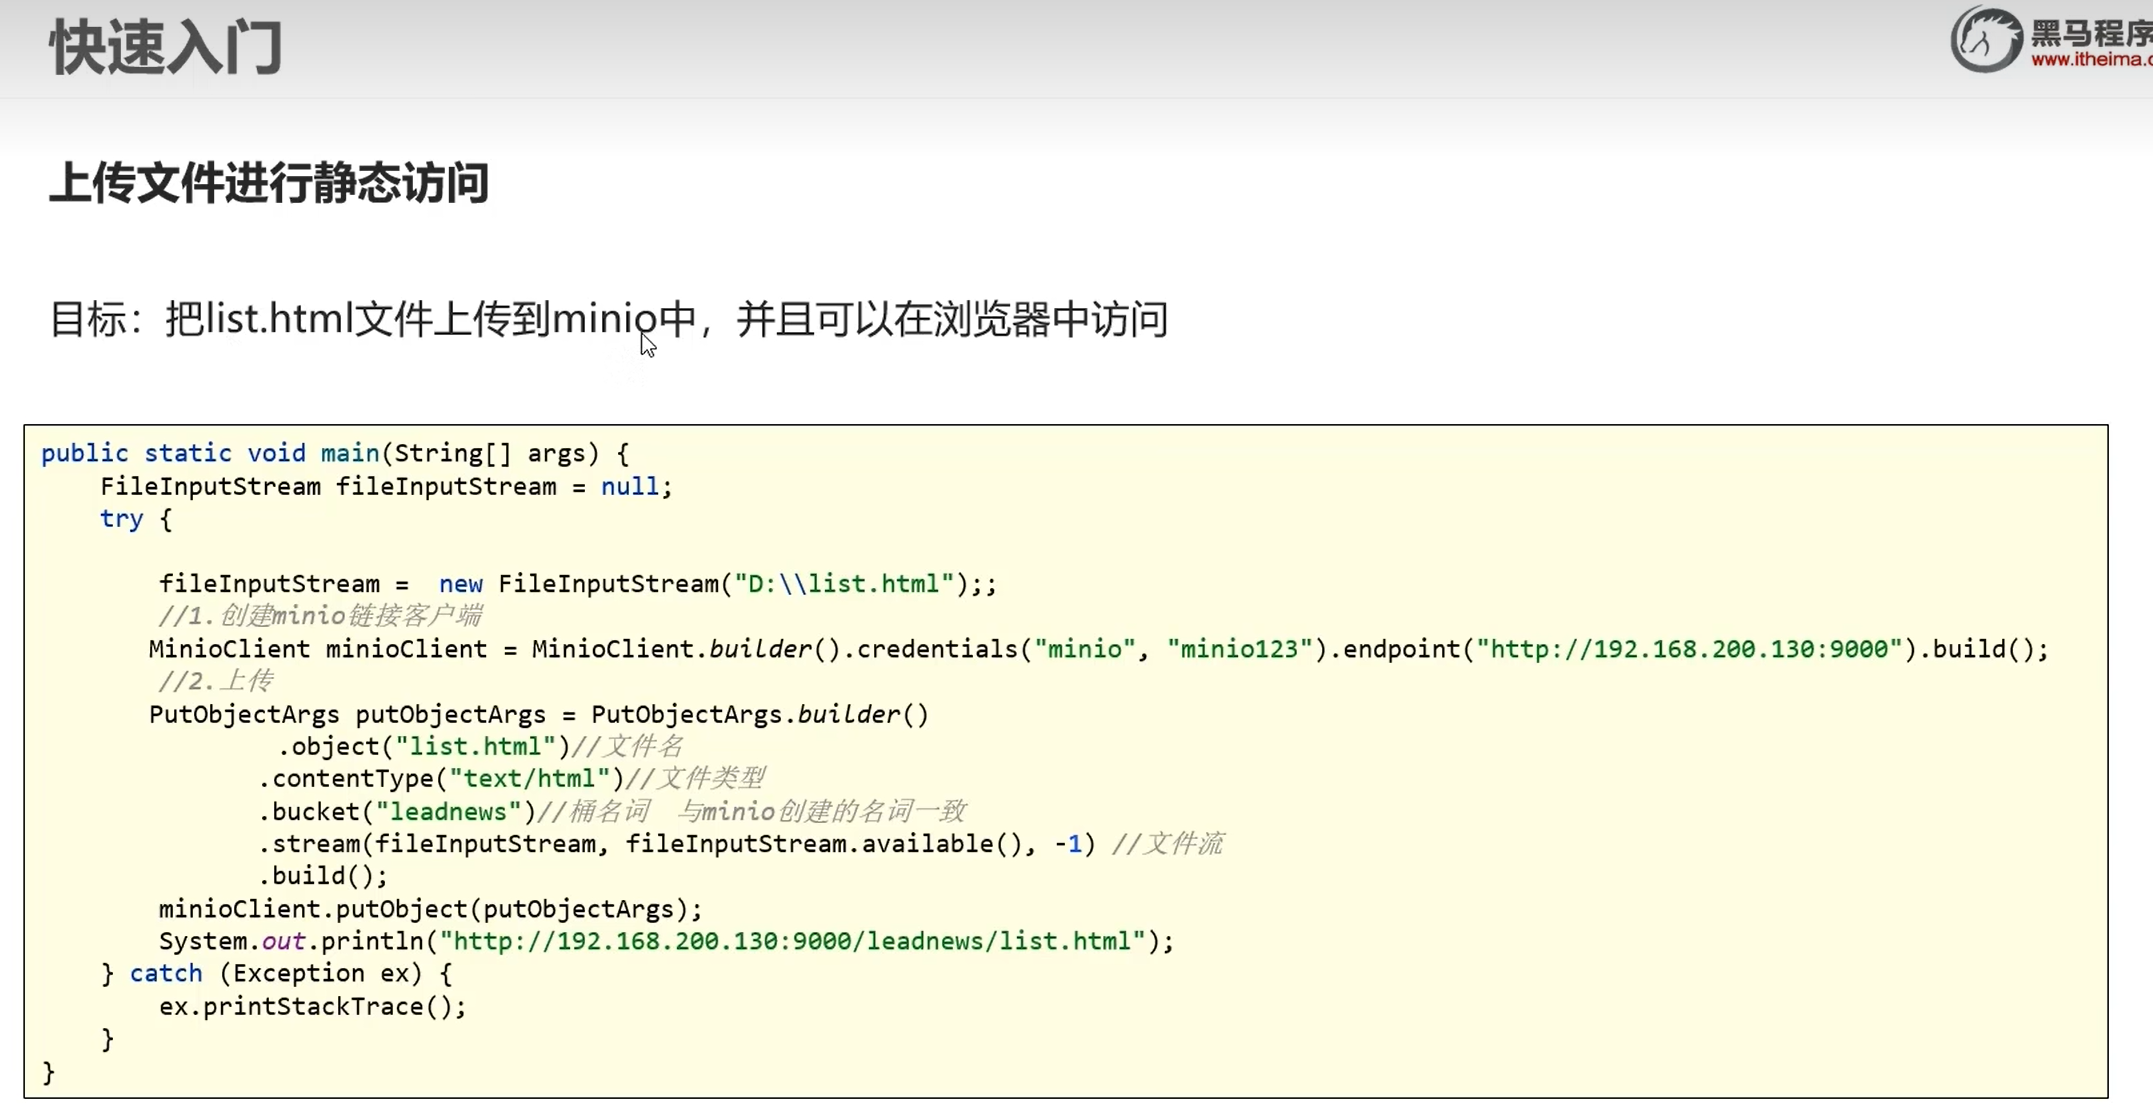 快速入门
黑马程序
www.itheima.c
上传文件进行静态访问
目标：把list.html文件上传到minio中，并且可以在浏览器中访问
public static void main(String[] args) {
    FileInputStream fileInputStream = null;
    try {
        fileInputStream =  new FileInputStream("D:\\list.html");;
        //1.创建minio链接客户端
        MinioClient minioClient = MinioClient.builder().credentials("minio", "minio123").endpoint("http://192.168.200.130:9000").build();
        //2.上传
        PutObjectArgs putObjectArgs = PutObjectArgs.builder()
                .object("list.html")//文件名
                .contentType("text/html")//文件类型
                .bucket("leadnews")//桶名词  与minio创建的名词一致
                .stream(fileInputStream, fileInputStream.available(), -1) //文件流
                .build();
        minioClient.putObject(putObjectArgs);
        System.out.println("http://192.168.200.130:9000/leadnews/list.html");
    } catch (Exception ex) {
        ex.printStackTrace();
    }
}